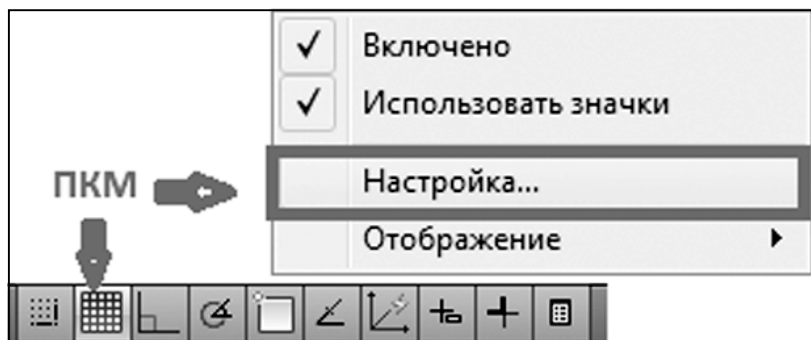 Включено
Использовать значки
ПКМ
Настройка...
Отображение